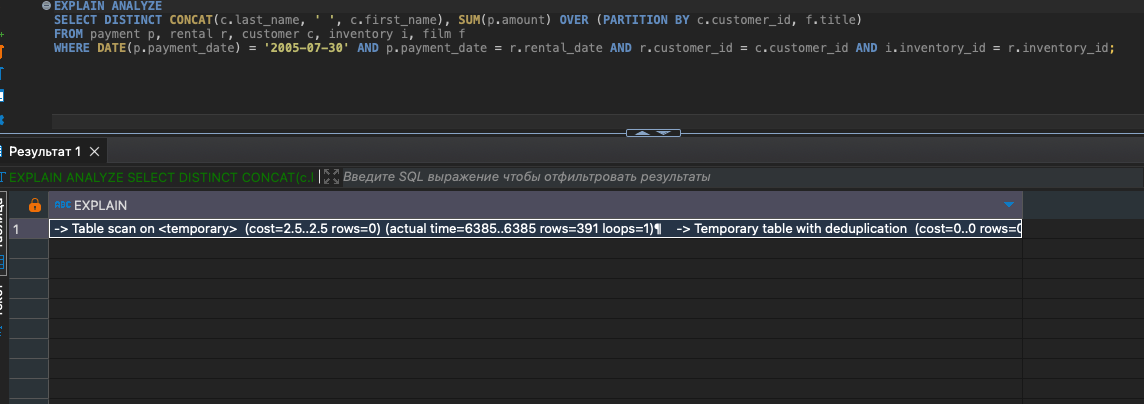 EXPLAIN ANALYZE
SELECT DISTINCT CONCAT(c.last_name, ' ', c.first_name), SUM(p.amount) OVER (PARTITION BY c.customer_id, f.title)
FROM payment p, rental r, customer c, inventory i, film f
WHERE DATE(p.payment_date) = '2005-07-30' AND p.payment_date = r.rental_date AND r.customer_id = c.customer_id AND i.inventory_id = r.inventory_id;
Результат 1
EXPLAIN ANALYZE SELECT DISTINCT CONCAT(c.l
Введите SQL выражение чтобы отфильтровать результаты
ABC EXPLAIN
1 -> Table scan on <temporary>  (cost=2.5..2.5 rows=0) (actual time=6385..6385 rows=391 loops=1)¶    -> Temporary table with deduplication  (cost=0..0 rows=0